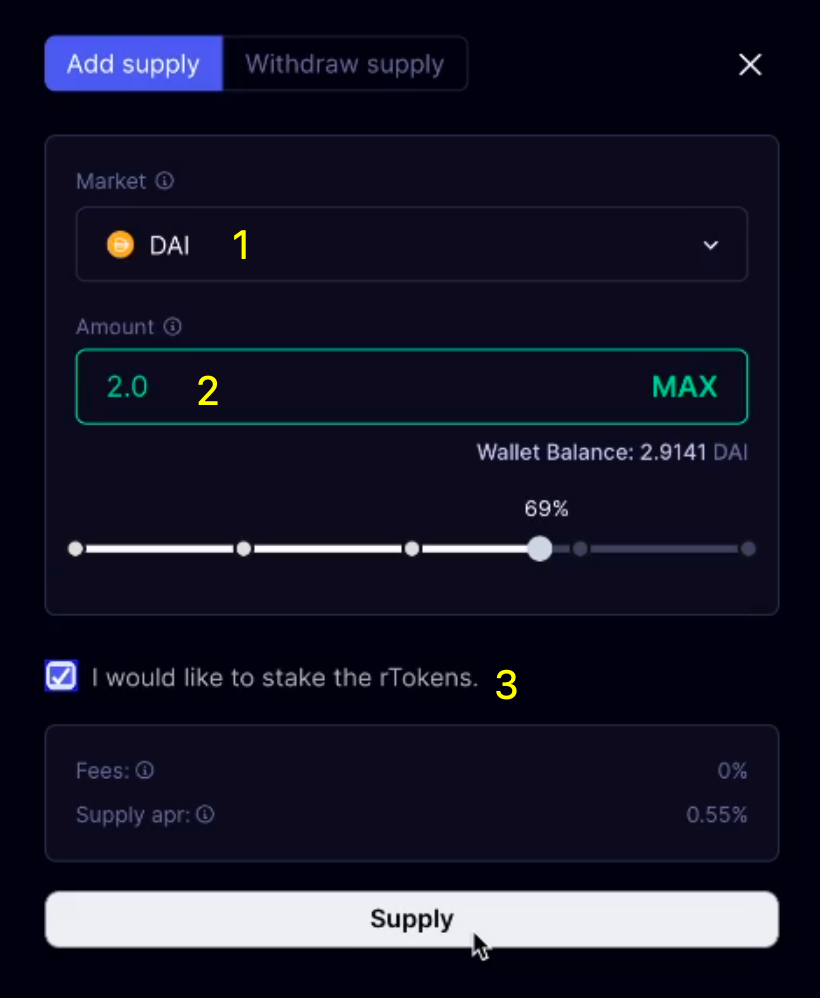 Add supply Withdraw supply
Market
DAI 1
Amount
2.0 2 MAX
Wallet Balance: 2.9141 DAI
69%
I would like to stake the rTokens. 3
Fees: 0%
Supply apr: 0.55%
Supply